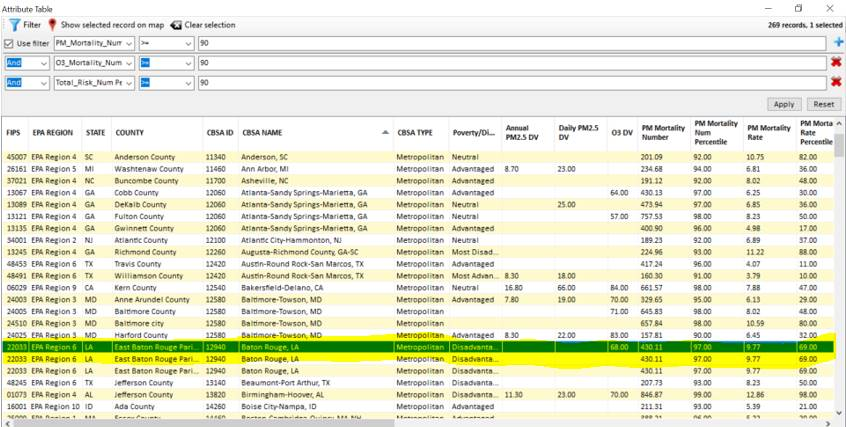 Attribute Table
Filter Show selected record on map Clear selection 269 records, 1 selected
Use filter PM_Mortality_Num >= 90
And O3_Mortality_Num >= 90
And Total_Risk_Num Pe >= 90
Apply Reset
FIPS EPA REGION STATE COUNTY CBSA ID CBSA NAME CBSA TYPE Poverty/Di... Annual PM2.5 DV Daily PM2.5 DV O3 DV PM Mortality Number PM Mortality Num Percentile PM Mortality Rate PM Morta Rate Percentile
45007 EPA Region 4 SC Anderson County 11340 Anderson, SC Metropolitan Neutral 201.09 92.00 10.75 82.00
26161 EPA Region 5 MI Washtenaw County 11460 Ann Arbor, MI Metropolitan Advantaged 8.70 23.00 234.68 94.00 6.81 36.00
37021 EPA Region 4 NC Buncombe County 11700 Asheville, NC Metropolitan Advantaged 191.12 92.00 8.02 48.00
13067 EPA Region 4 GA Cobb County 12060 Atlanta-Sandy Springs-Marietta, GA Metropolitan Advantaged 64.00 430.13 97.00 6.25 30.00
13089 EPA Region 4 GA DeKalb County 12060 Atlanta-Sandy Springs-Marietta, GA Metropolitan Neutral 25.00 473.94 97.00 6.85 36.00
13121 EPA Region 4 GA Fulton County 12060 Atlanta-Sandy Springs-Marietta, GA Metropolitan Neutral 57.00 757.53 98.00 8.23 50.00
13135 EPA Region 4 GA Gwinnett County 12060 Atlanta-Sandy Springs-Marietta, GA Metropolitan Advantaged 400.90 96.00 4.98 17.00
34001 EPA Region 2 NJ Atlantic County 12100 Atlantic City-Hammonton, NJ Metropolitan Neutral 189.23 92.00 6.89 37.00
13245 EPA Region 4 GA Richmond County 12260 Augusta-Richmond County, GA-SC Metropolitan Most Disad... 224.96 93.00 11.22 88.00
48453 EPA Region 6 TX Travis County 12420 Austin-Round Rock-San Marcos, TX Metropolitan Advantaged 417.24 96.00 4.07 11.00
48491 EPA Region 6 TX Williamson County 12420 Austin-Round Rock-San Marcos, TX Metropolitan Most Advan... 8.30 18.00 160.30 91.00 3.79 10.00
06029 EPA Region 9 CA Kern County 12540 Bakersfield-Delano, CA Metropolitan Neutral 16.80 66.00 84.00 661.57 98.00 7.88 47.00
24003 EPA Region 3 MD Anne Arundel County 12580 Baltimore-Towson, MD Metropolitan Advantaged 7.80 19.00 70.00 329.65 95.00 6.13 29.00
24005 EPA Region 3 MD Baltimore County 12580 Baltimore-Towson, MD Metropolitan 71.00 645.83 98.00 8.02 48.00
24510 EPA Region 3 MD Baltimore city 12580 Baltimore-Towson, MD Metropolitan 657.84 98.00 10.59 80.00
24025 EPA Region 3 MD Harford County 12580 Baltimore-Towson, MD Metropolitan Advantaged 8.30 22.00 83.00 157.81 90.00 6.45 32.00
22033 EPA Region 6 LA East Baton Rouge Pari... 12940 Baton Rouge, LA Metropolitan Disadvanta... 68.00 430.11 97.00 9.77 69.00
22033 EPA Region 6 LA East Baton Rouge Pari... 12940 Baton Rouge, LA Metropolitan Disadvanta... 430.11 97.00 9.77 69.00
22033 EPA Region 6 LA East Baton Rouge Pari... 12940 Baton Rouge, LA Metropolitan Disadvanta... 430.11 97.00 9.77 69.00
48245 EPA Region 6 TX Jefferson County 13140 Beaumont-Port Arthur, TX Metropolitan Disadvanta... 207.73 93.00 8.23 50.00
01073 EPA Region 4 AL Jefferson County 13820 Birmingham-Hoover, AL Metropolitan Advantaged 11.30 23.00 70.00 846.87 99.00 12.86 98.00
16001 EPA Region 10 ID Ada County 14260 Boise City-Nampa, ID Metropolitan Advantaged 211.31 93.00 5.39 21.00